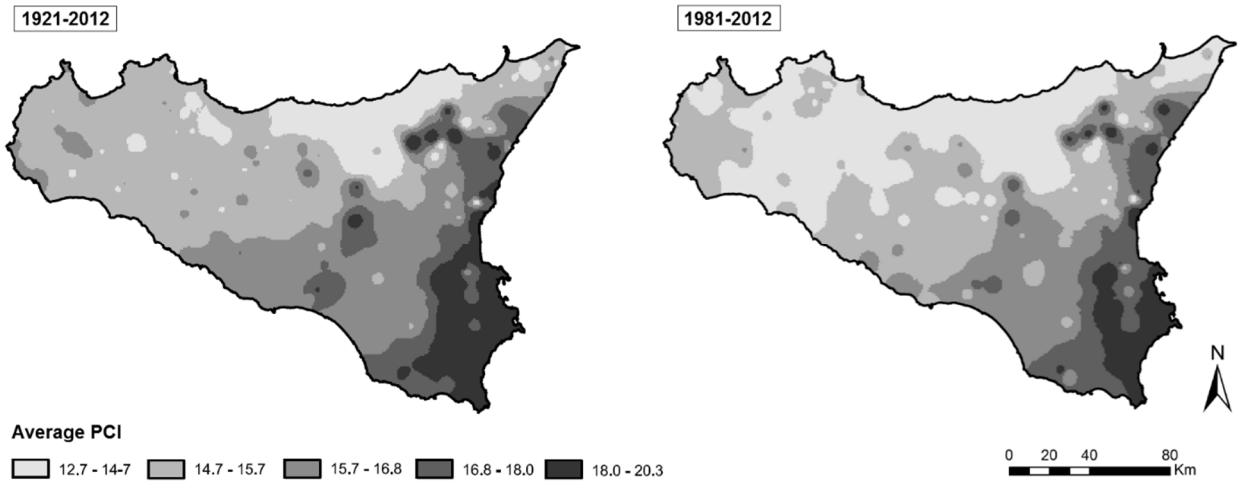 1921-2012
1981-2012
N
Average PCI
12.7 - 14-7 14.7 - 15.7 15.7 - 16.8 16.8 - 18.0 18.0 - 20.3
0 20 40 80
Km